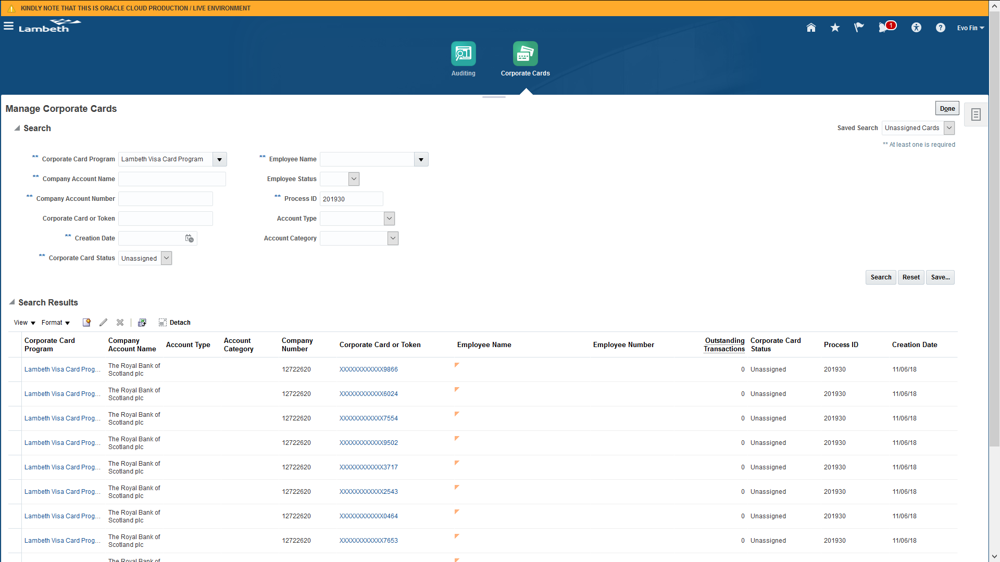 KINDLY NOTE THAT THIS IS ORACLE CLOUD PRODUCTION / LIVE ENVIRONMENT
Lambeth
1
Evo Fin
Auditing
Corporate Cards
Manage Corporate Cards
Done
Search
Saved Search Unassigned Cards
** At least one is required
** Corporate Card Program Lambeth Visa Card Program
** Employee Name
** Company Account Name
Employee Status
** Company Account Number
** Process ID 201930
Corporate Card or Token
Account Type
** Creation Date
Account Category
** Corporate Card Status Unassigned
Search Reset Save...
Search Results
View Format Detach
Corporate Card Program
Company Account Name
Account Type
Account Category
Company Number
Corporate Card or Token
Employee Name
Employee Number
Outstanding Transactions
Corporate Card Status
Process ID
Creation Date
Lambeth Visa Card Prog... The Royal Bank of Scotland plc 12722620 XXXXXXXXXXXX9866 0 Unassigned 201930 11/06/18
Lambeth Visa Card Prog... The Royal Bank of Scotland plc 12722620 XXXXXXXXXXXX6024 0 Unassigned 201930 11/06/18
Lambeth Visa Card Prog... The Royal Bank of Scotland plc 12722620 XXXXXXXXXXXX7554 0 Unassigned 201930 11/06/18
Lambeth Visa Card Prog... The Royal Bank of Scotland plc 12722620 XXXXXXXXXXXX9502 0 Unassigned 201930 11/06/18
Lambeth Visa Card Prog... The Royal Bank of Scotland plc 12722620 XXXXXXXXXXXX3717 0 Unassigned 201930 11/06/18
Lambeth Visa Card Prog... The Royal Bank of Scotland plc 12722620 XXXXXXXXXXXX2543 0 Unassigned 201930 11/06/18
Lambeth Visa Card Prog... The Royal Bank of Scotland plc 12722620 XXXXXXXXXXXX0464 0 Unassigned 201930 11/06/18
Lambeth Visa Card Prog... The Royal Bank of Scotland plc 12722620 XXXXXXXXXXXX7653 0 Unassigned 201930 11/06/18
The Royal Bank of